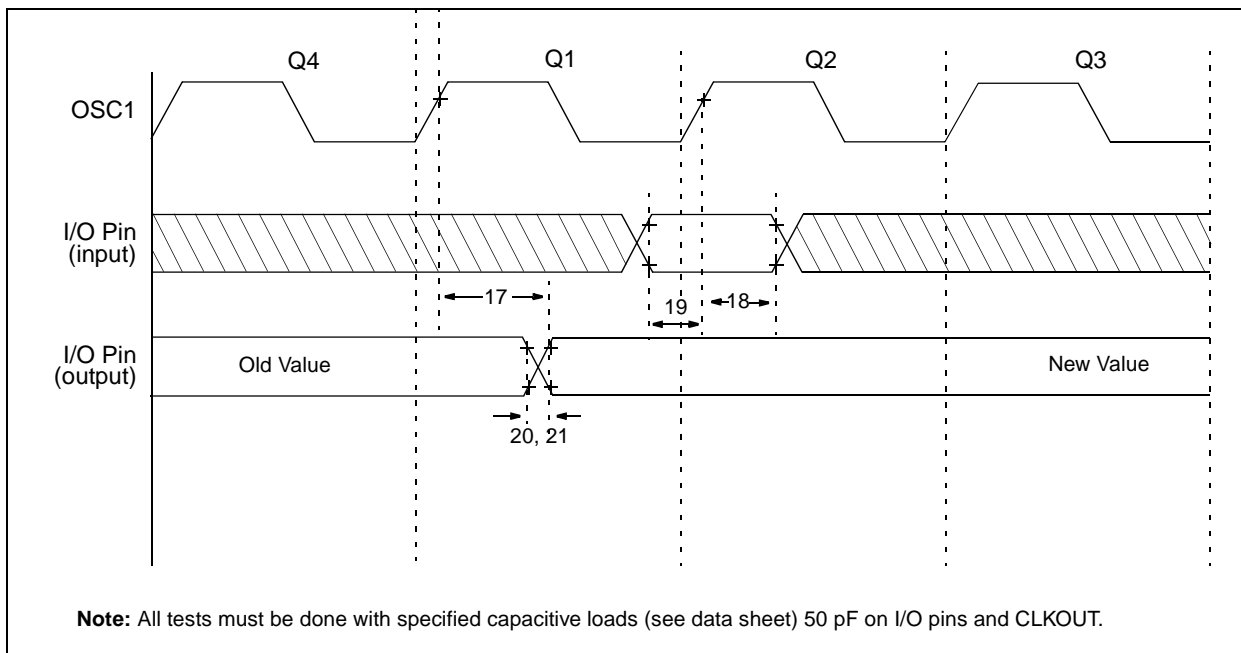 Q4 Q1 Q2 Q3
OSC1
I/O Pin
(input)
17
19
18
I/O Pin
(output)
Old Value
New Value
20, 21
Note: All tests must be done with specified capacitive loads (see data sheet) 50 pF on I/O pins and CLKOUT.